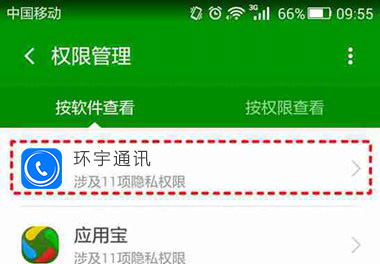 中国移动 3G 66% 09:55
权限管理
按软件查看 按权限查看
环宇通讯
涉及11项隐私权限
应用宝
涉及11项隐私权限